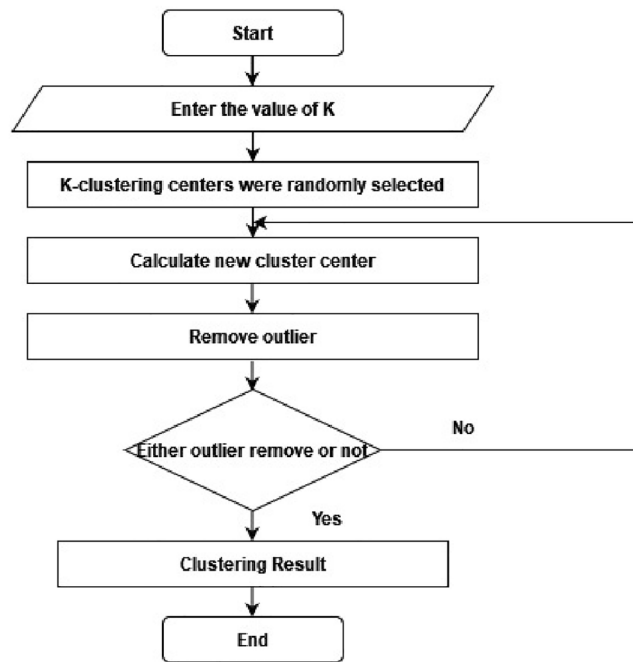 Start
Enter the value of K
K-clustering centers were randomly selected
Calculate new cluster center
Remove outlier
Either outlier remove or not
No
Yes
Clustering Result
End